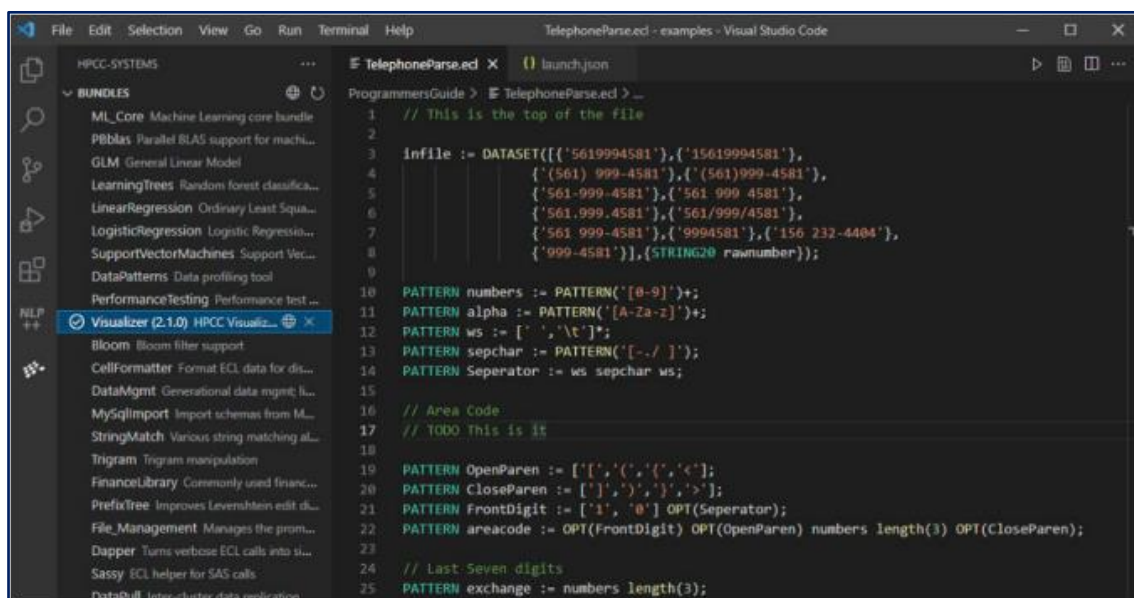 File Edit Selection View Go Run Terminal Help TelephoneParse.ecl - examples - Visual Studio Code
HPCC-SYSTEMS ...
BUNDLES
ML_Core Machine Learning core bundle
PBblas Parallel BLAS support for machi...
GLM General Linear Model
LearningTrees Random forest classifica...
LinearRegression Ordinary Least Squa...
LogisticRegression Logistic Regressio...
SupportVectorMachines Support Vec...
DataPatterns Data profiling tool
PerformanceTesting Performance test ...
Visualizer (2.1.0) HPCC Visualiz...
Bloom Bloom filter support
CellFormatter Format ECL data for dis...
DataMgmt Generational data mgmt; li...
MySqlImport Import schemas from M...
StringMatch Various string matching al...
Trigram Trigram manipulation
FinanceLibrary Commonly used financ...
PrefixTree Improves Levenshtein edit di...
File_Management Manages the prom...
Dapper Turns verbose ECL calls into si...
Sassy ECL helper for SAS calls
DataPull Inter-cluster data replication
NLP
++
TelephoneParse.ecl {} launch.json
ProgrammersGuide > TelephoneParse.ecl > ...
1 // This is the top of the file
2
3 infile := DATASET([{'5619994581'},{'15619994581'},
4 {'(561) 999-4581'},{'(561)999-4581'},
5 {'561-999-4581'},{'561 999 4581'},
6 {'561.999.4581'},{'561/999/4581'},
7 {'561 999-4581'},{'9994581'},{'156 232-4404'},
8 {'999-4581'}],{STRING20 rawnumber});
9
10 PATTERN numbers := PATTERN('[0-9]')+;
11 PATTERN alpha := PATTERN('[A-Za-z]')+;
12 PATTERN ws := [' ','\t']*;
13 PATTERN sepchar := PATTERN('[-./ ]');
14 PATTERN Seperator := ws sepchar ws;
15
16 // Area Code
17 // TODO This is it
18
19 PATTERN OpenParen := ['[','(','{','<'];
20 PATTERN CloseParen := [']',')','}','>'];
21 PATTERN FrontDigit := ['1', '0'] OPT(Seperator);
22 PATTERN areacode := OPT(FrontDigit) OPT(OpenParen) numbers length(3) OPT(CloseParen);
23
24 // Last Seven digits
25 PATTERN exchange := numbers length(3);